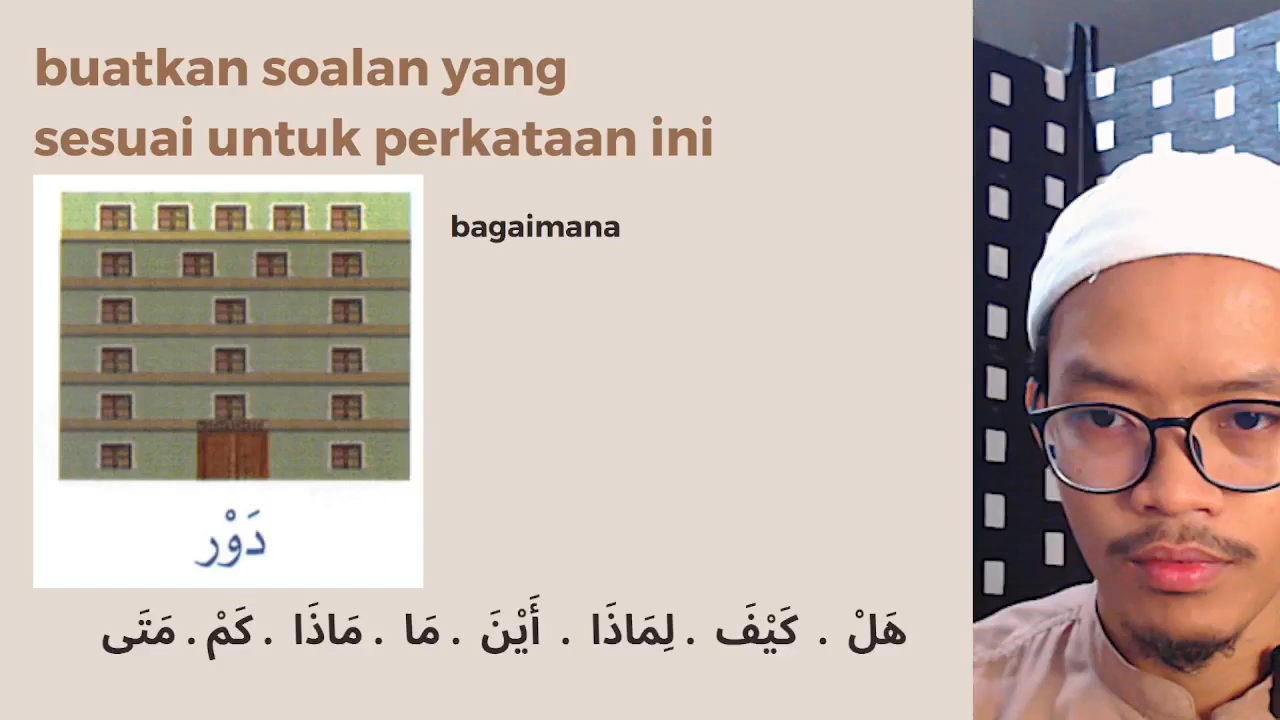 buatkan soalan yang
sesuai untuk perkataan ini
bagaimana
دَوْر
هَلْ . كَيْفَ . لِمَاذَا . أَيْنَ . مَا . مَاذَا . كَمْ . مَتَى